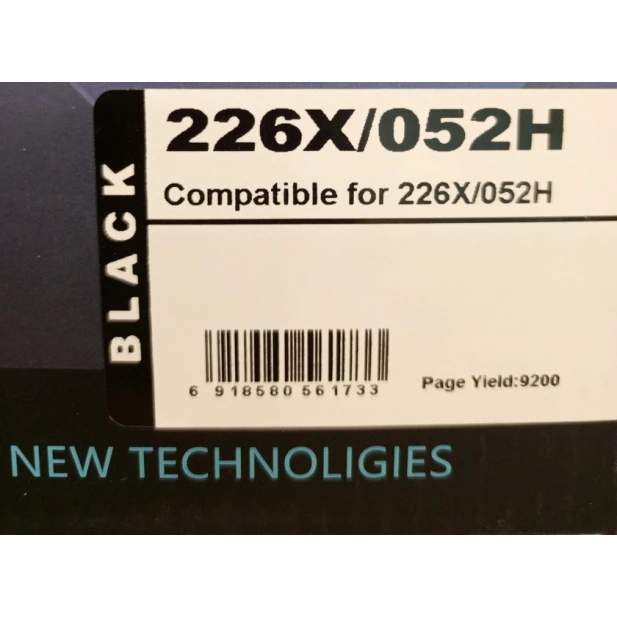 BLACK
226X/052H
Compatible for 226X/052H
6 918580 561733
Page Yield:9200
NEW TECHNOLIGIES